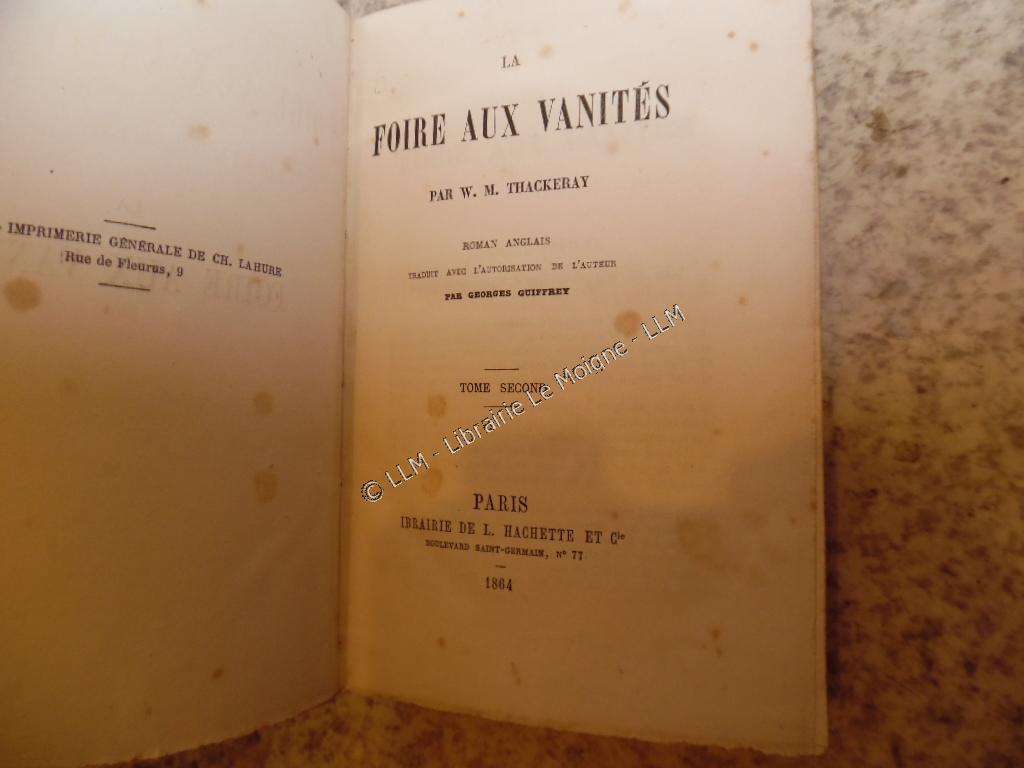 IMPRIMERIE GÉNÉRALE DE CH. LAHURE
Rue de Fleurus, 9
LA
FOIRE AUX VANITÉS
PAR W. M. THACKERAY
ROMAN ANGLAIS
TRADUIT AVEC L'AUTORISATION DE L'AUTEUR
PAR GEORGES GUIFFREY
TOME SECOND
© LLM - Librairie Le Moigne - LLM
PARIS
IBRAIRIE DE L. HACHETTE ET Cie
BOULEVARD SAINT-GERMAIN, N° 77
1864